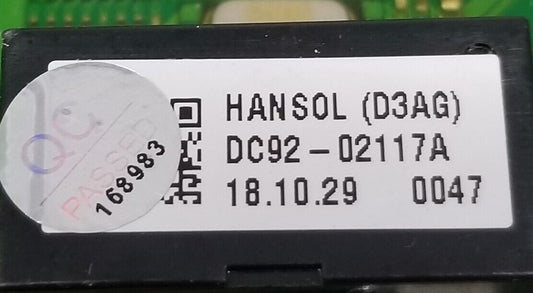 HANSOL (D3AG)
DC92-02117A
18.10.29 0047
QC
PASSED
168983